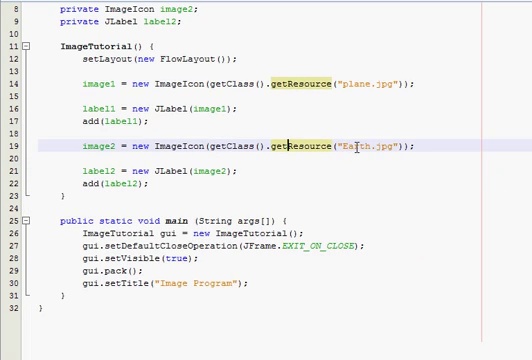 8 private ImageIcon image2;
9 private JLabel label2;
10
11 ImageTutorial() {
12 setLayout(new FlowLayout());
13
14 image1 = new ImageIcon(getClass().getResource("plane.jpg"));
15
16 label1 = new JLabel(image1);
17 add(label1);
18
19 image2 = new ImageIcon(getClass().getResource("Earth.jpg"));
20
21 label2 = new JLabel(image2);
22 add(label2);
23 }
24
25 public static void main (String args[]) {
26 ImageTutorial gui = new ImageTutorial();
27 gui.setDefaultCloseOperation(JFrame.EXIT_ON_CLOSE);
28 gui.setVisible(true);
29 gui.pack();
30 gui.setTitle("Image Program");
31 }
32 }